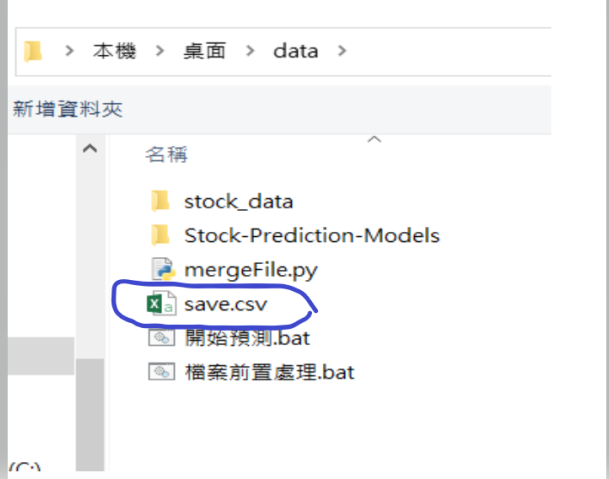 本機 > 桌面 > data >
新增資料夾
名稱
stock_data
Stock-Prediction-Models
mergeFile.py
save.csv
開始預測.bat
檔案前置處理.bat
(C:)